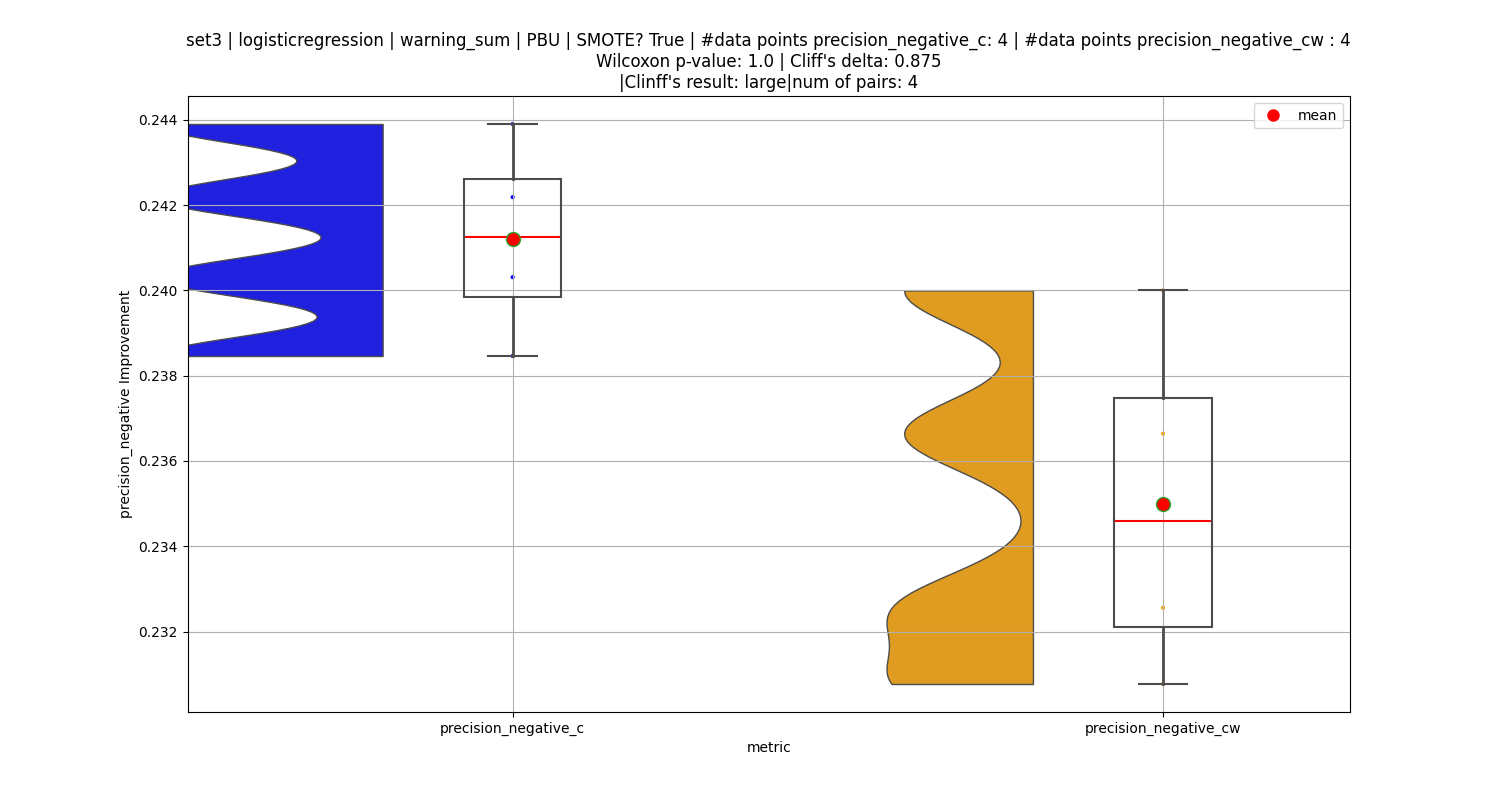 set3 | logisticregression | warning_sum | PBU | SMOTE? True | #data points precision_negative_c: 4 | #data points precision_negative_cw : 4
Wilcoxon p-value: 1.0 | Cliff's delta: 0.875
|Clinff's result: large|num of pairs: 4
mean
0.244
0.242
0.240
0.238
0.236
0.234
0.232
precision_negative Improvement
precision_negative_c
precision_negative_cw
metric